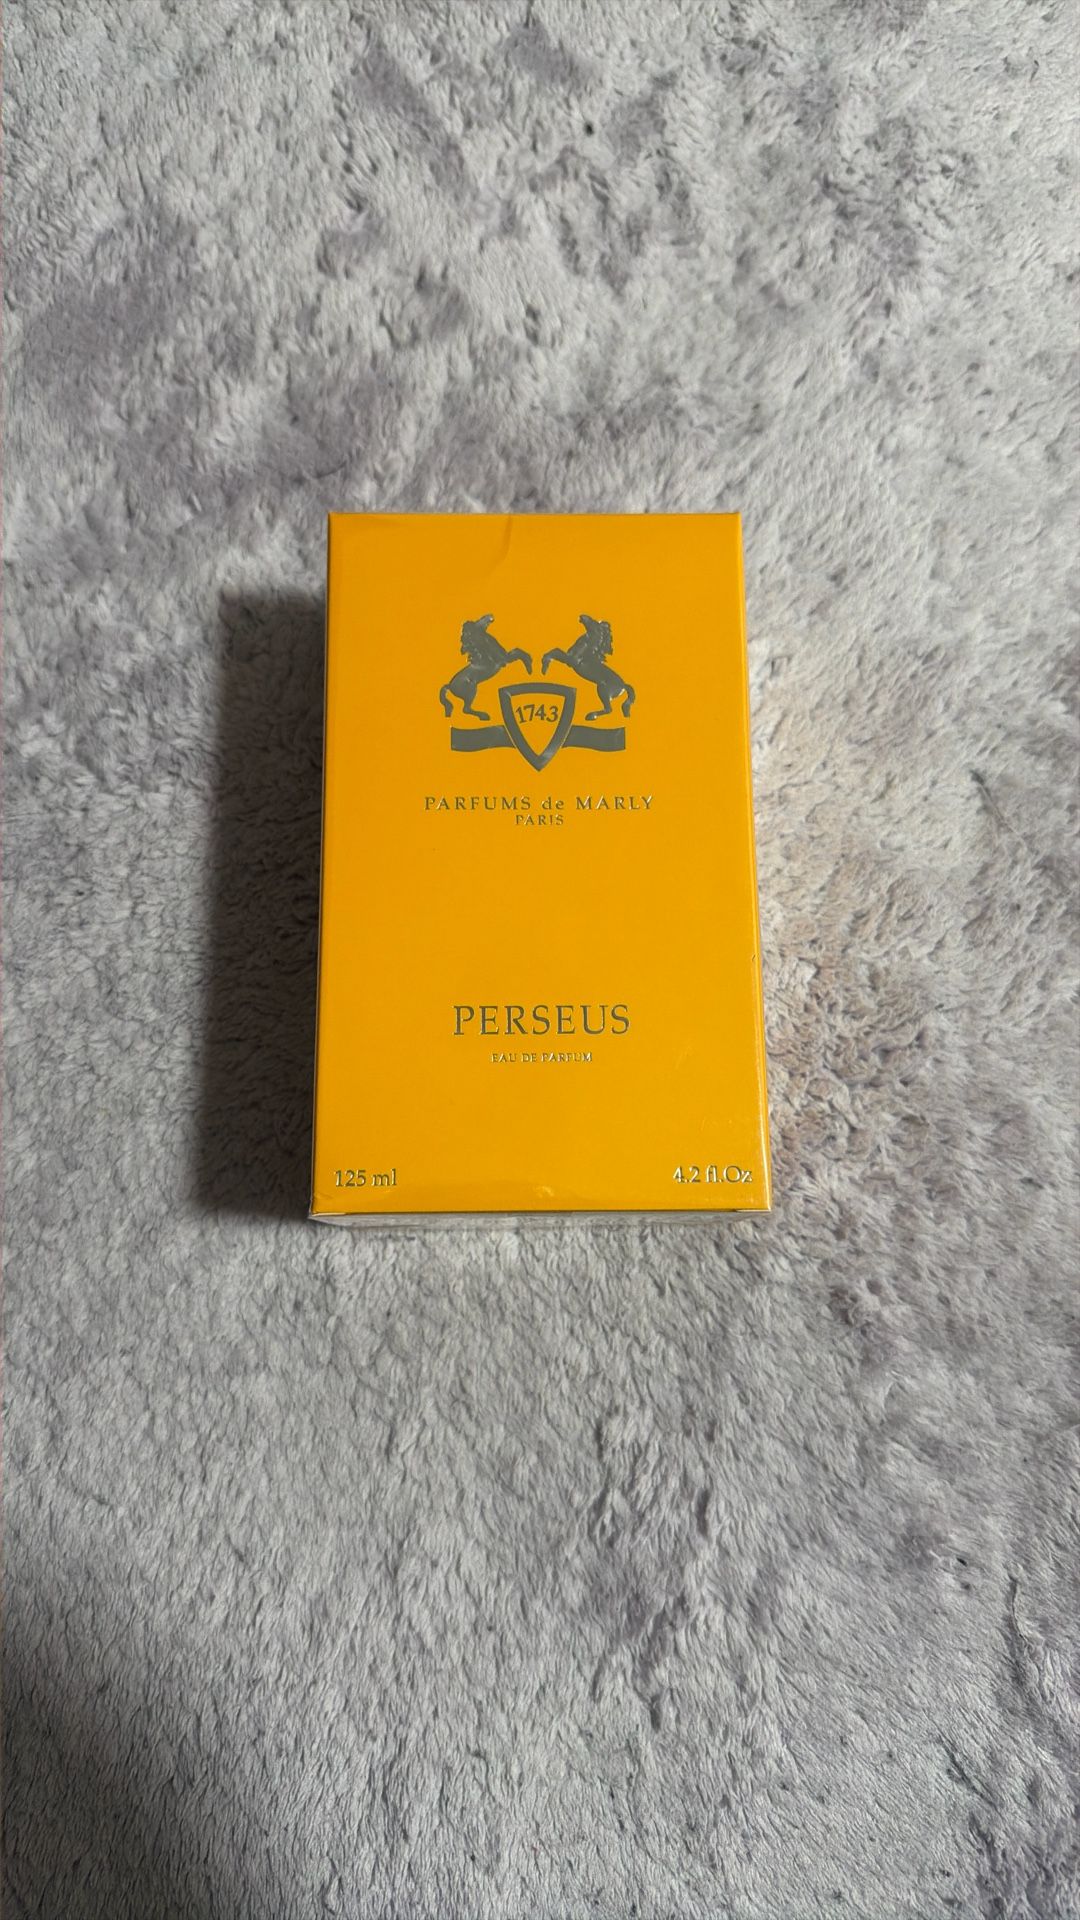 1743
PARFUMS de MARLY
PARIS
PERSEUS
EAU DE PARFUM
125 ml
4.2 fl.Oz